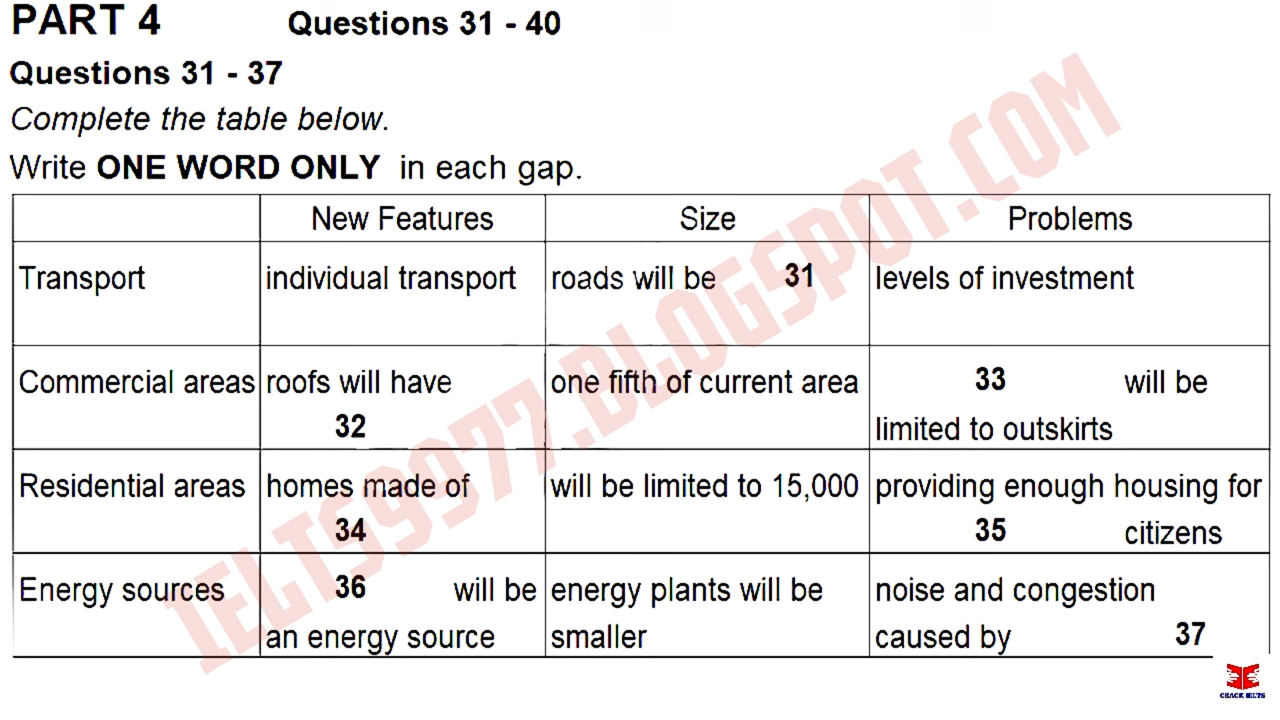 PART 4 Questions 31 - 40
Questions 31 - 37
Complete the table below.
Write ONE WORD ONLY in each gap.
New Features Size Problems
Transport individual transport roads will be 31 levels of investment
Commercial areas roofs will have one fifth of current area 33 will be
32 limited to outskirts
Residential areas homes made of will be limited to 15,000 providing enough housing for
34 35 citizens
Energy sources 36 will be energy plants will be noise and congestion
an energy source smaller caused by 37
IELTS9977.BLOGSPOT.COM
CRACK IELTS